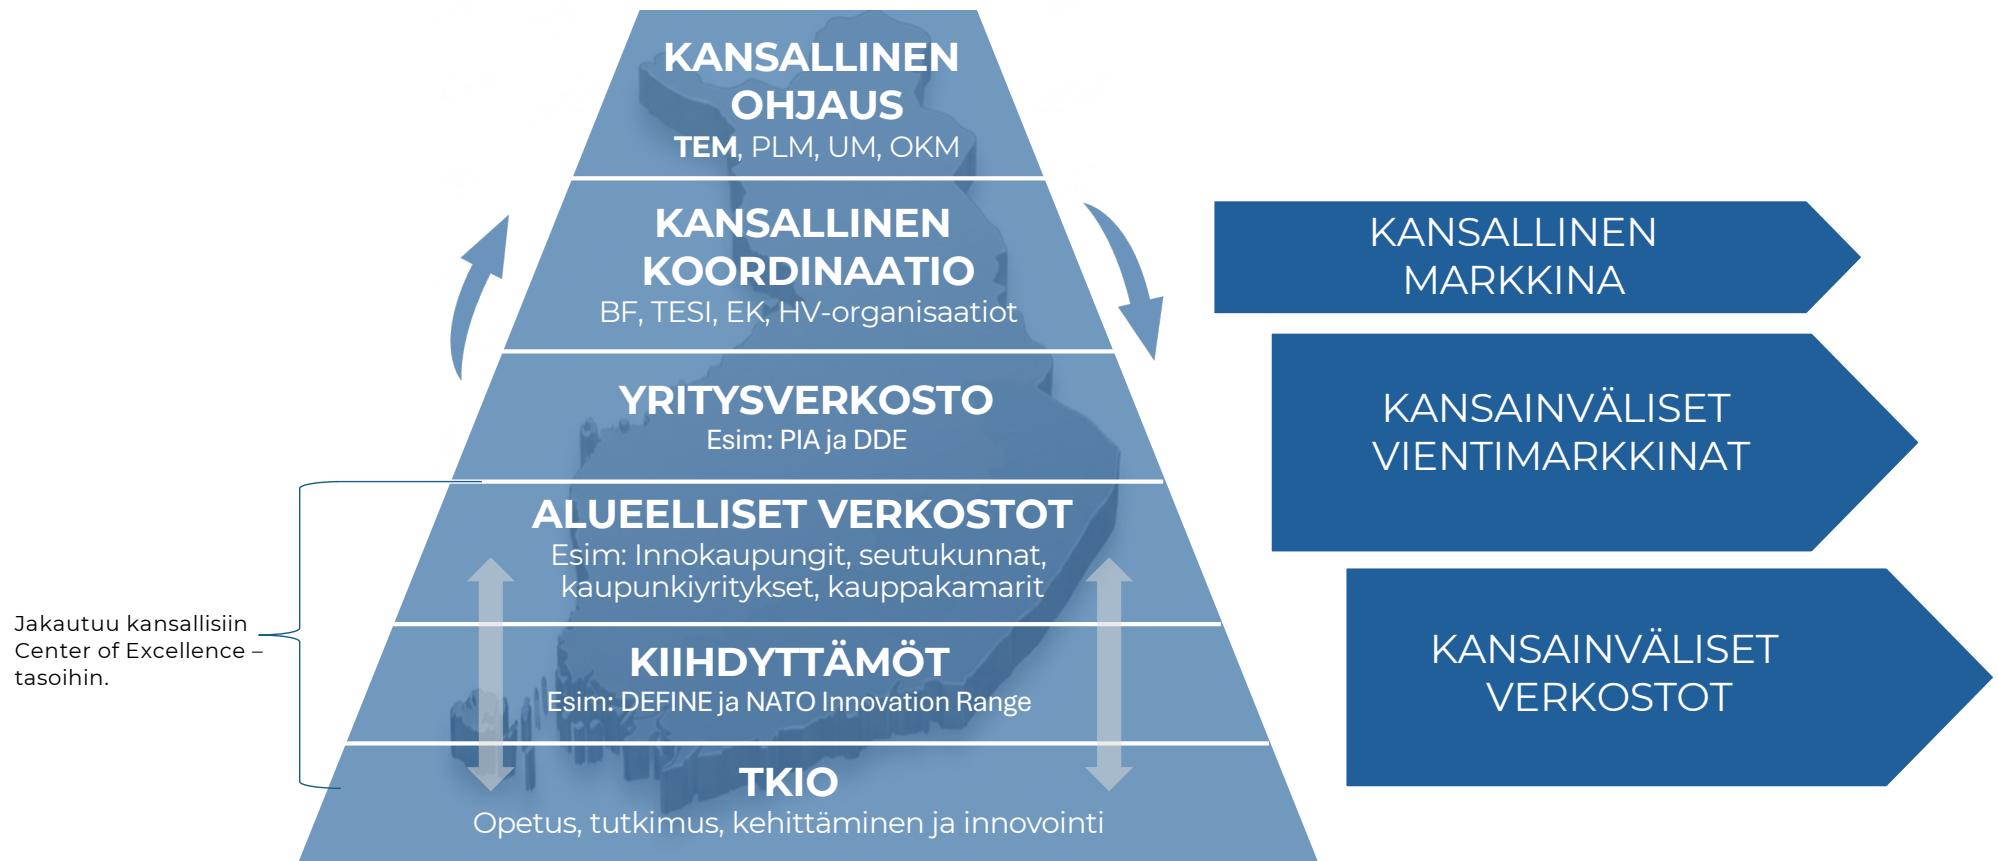 KANSALLINEN
OHJAUS
TEM, PLM, UM, OKM
KANSALLINEN
KOORDINAATIO
BF, TESI, EK, HV-organisaatiot
YRITYSVERKOSTO
Esim: PIA ja DDE
ALUEELLISET VERKOSTOT
Esim: Innokaupungit, seutukunnat,
kaupunkiyritykset, kauppakamarit
KIIHDYTTÄMÖT
Esim: DEFINE ja NATO Innovation Range
TKIO
Opetus, tutkimus, kehittäminen ja innovointi
Jakautuu kansallisiin
Center of Excellence –
tasoihin.
KANSALLINEN
MARKKINA
KANSAINVÄLISET
VIENTIMARKKINAT
KANSAINVÄLISET
VERKOSTOT